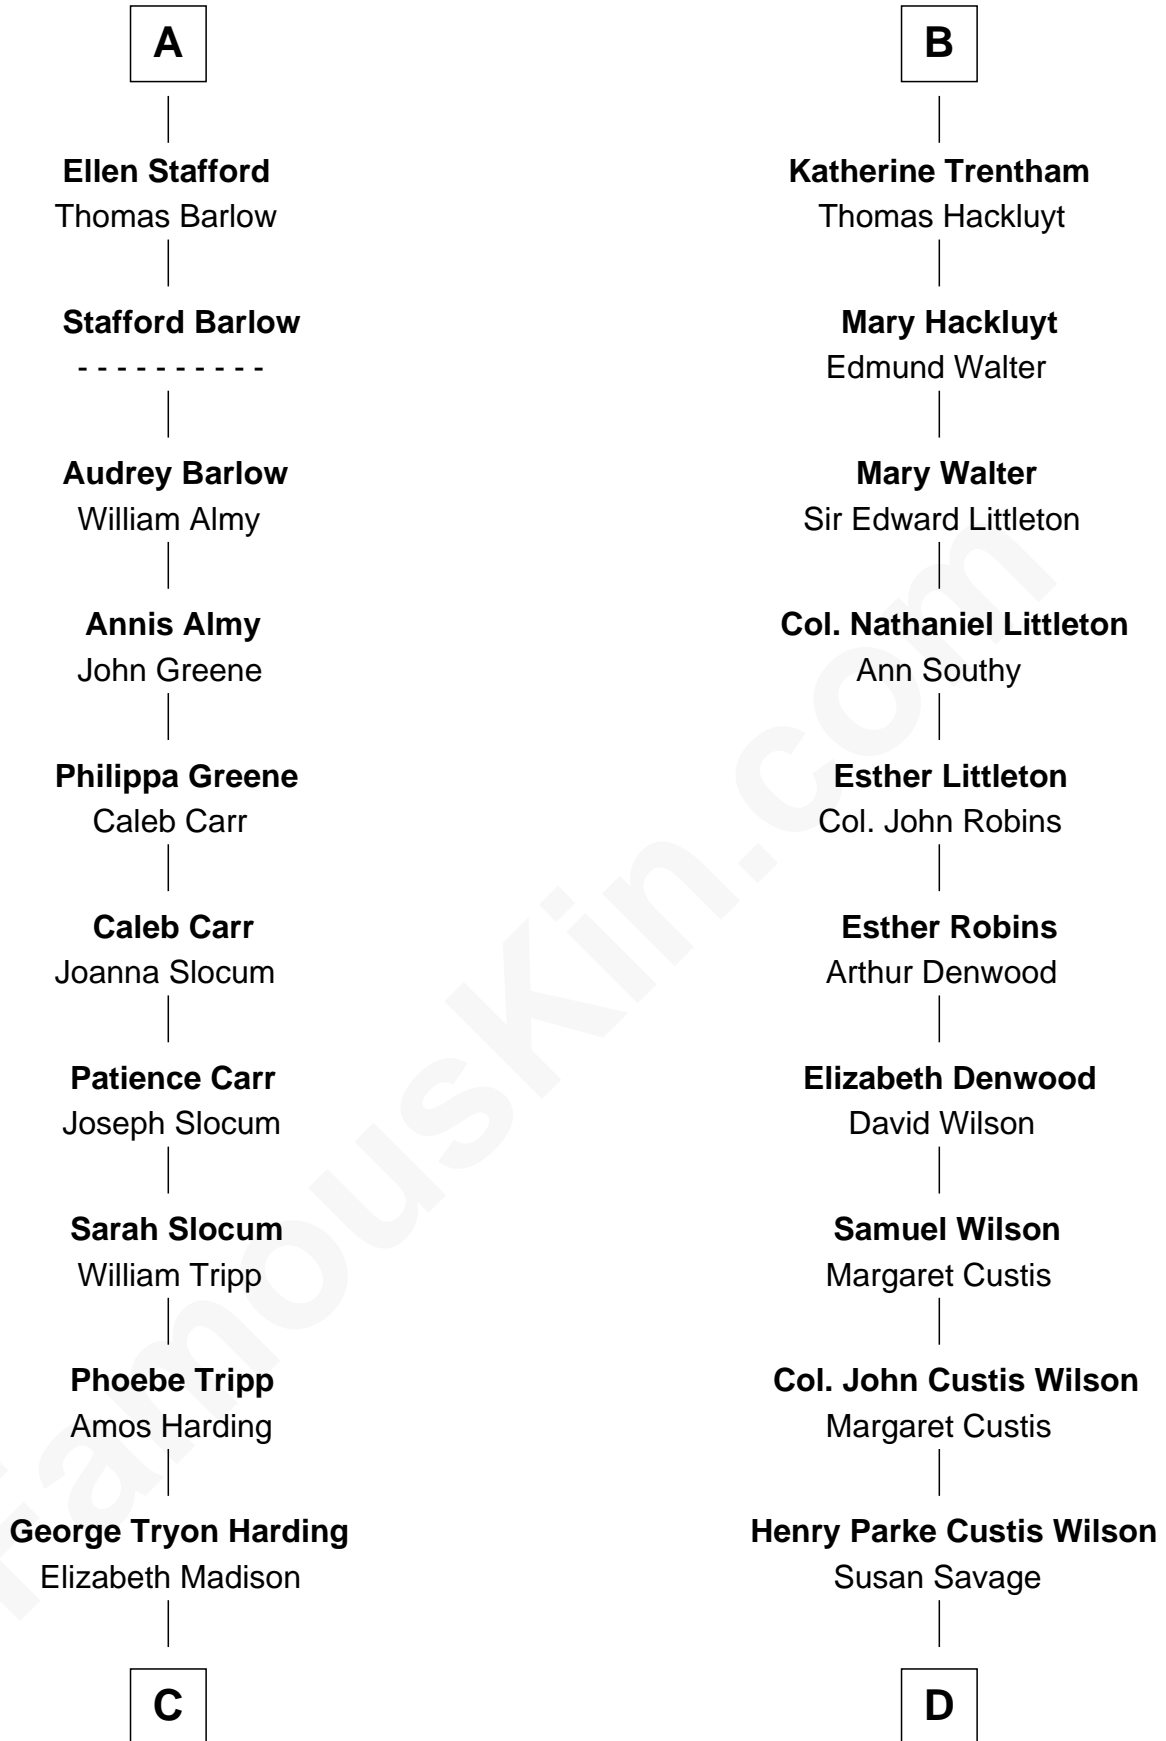 A
Ellen Stafford
Thomas Barlow
Stafford Barlow
- - - - - - - - - -
Audrey Barlow
William Almy
Annis Almy
John Greene
Philippa Greene
Caleb Carr
Caleb Carr
Joanna Slocum
Patience Carr
Joseph Slocum
Sarah Slocum
William Tripp
Phoebe Tripp
Amos Harding
George Tryon Harding
Elizabeth Madison
C
B
Katherine Trentham
Thomas Hackluyt
Mary Hackluyt
Edmund Walter
Mary Walter
Sir Edward Littleton
Col. Nathaniel Littleton
Ann Southy
Esther Littleton
Col. John Robins
Esther Robins
Arthur Denwood
Elizabeth Denwood
David Wilson
Samuel Wilson
Margaret Custis
Col. John Custis Wilson
Margaret Custis
Henry Parke Custis Wilson
Susan Savage
D
FamousKin.com